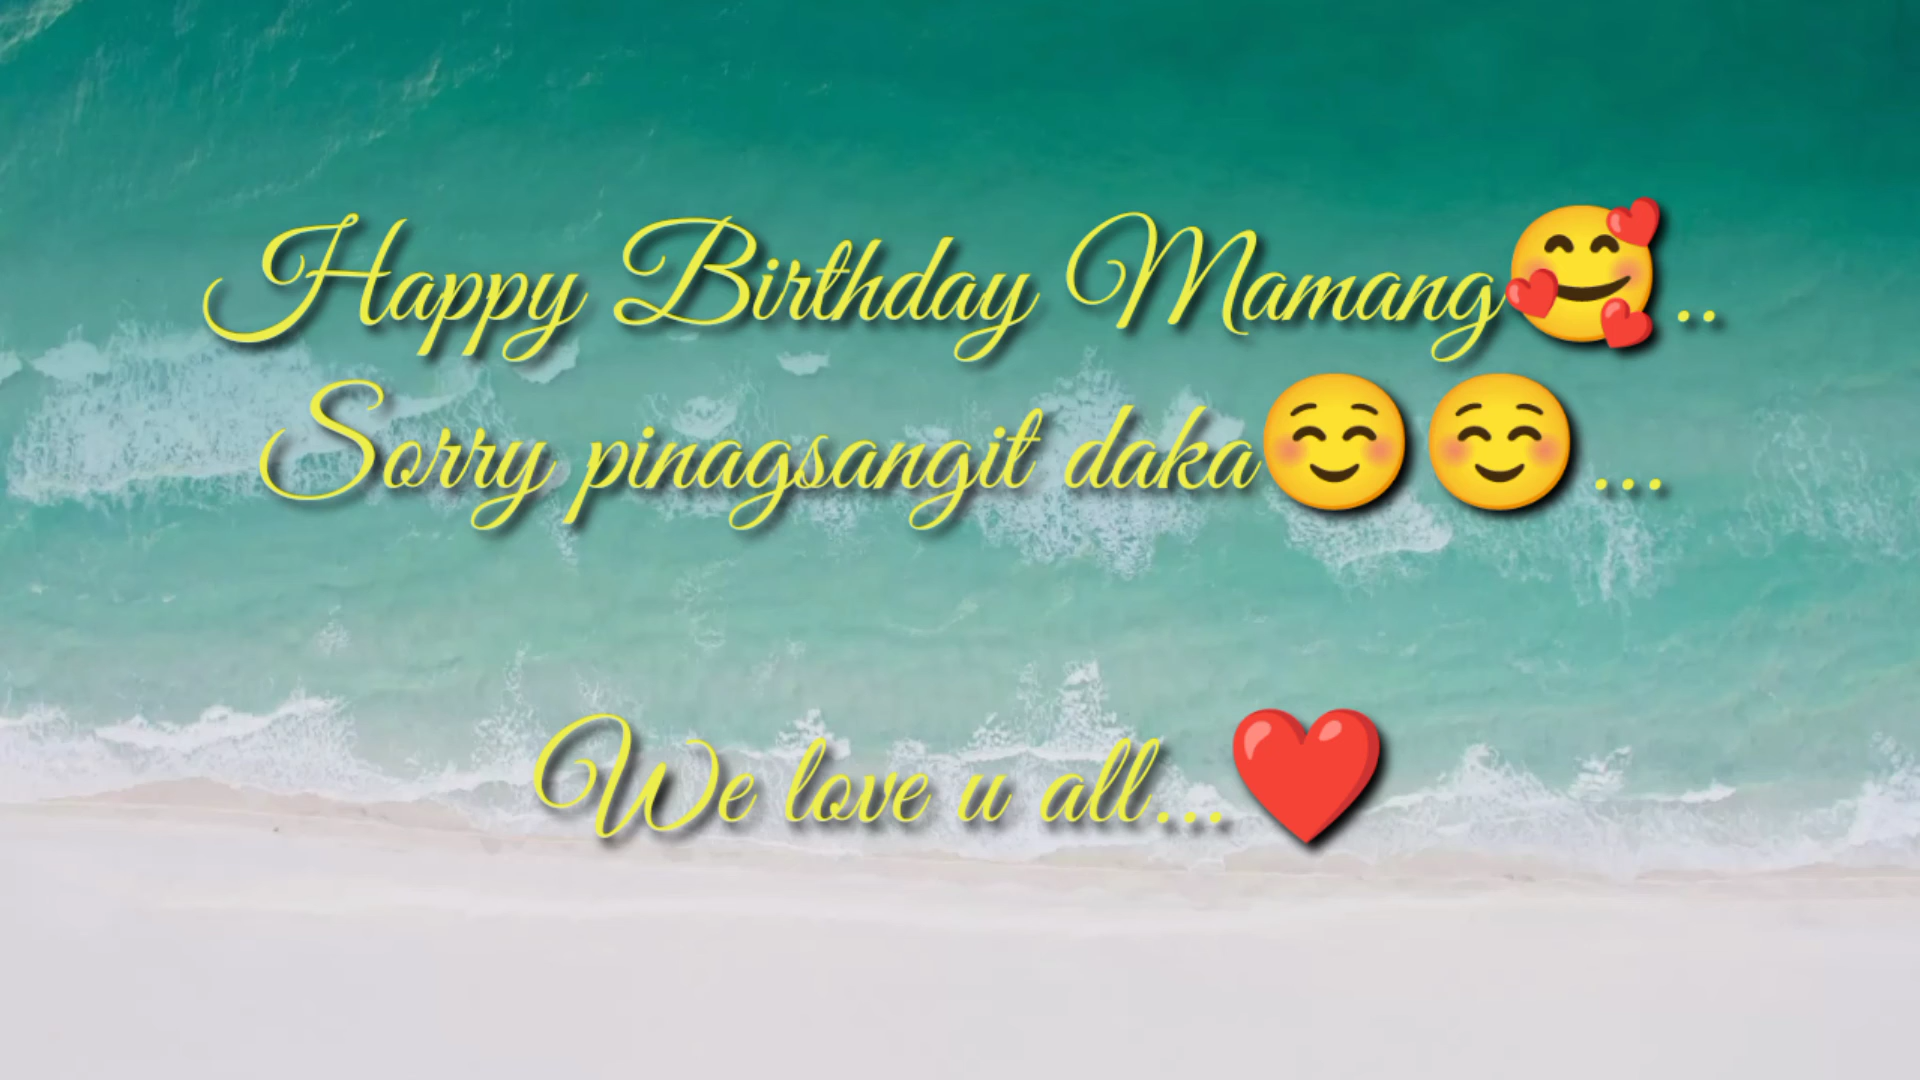 Happy Birthday Mamang🥰..
Sorry pinagsangit daka☺️☺️...
We love u all...❤️